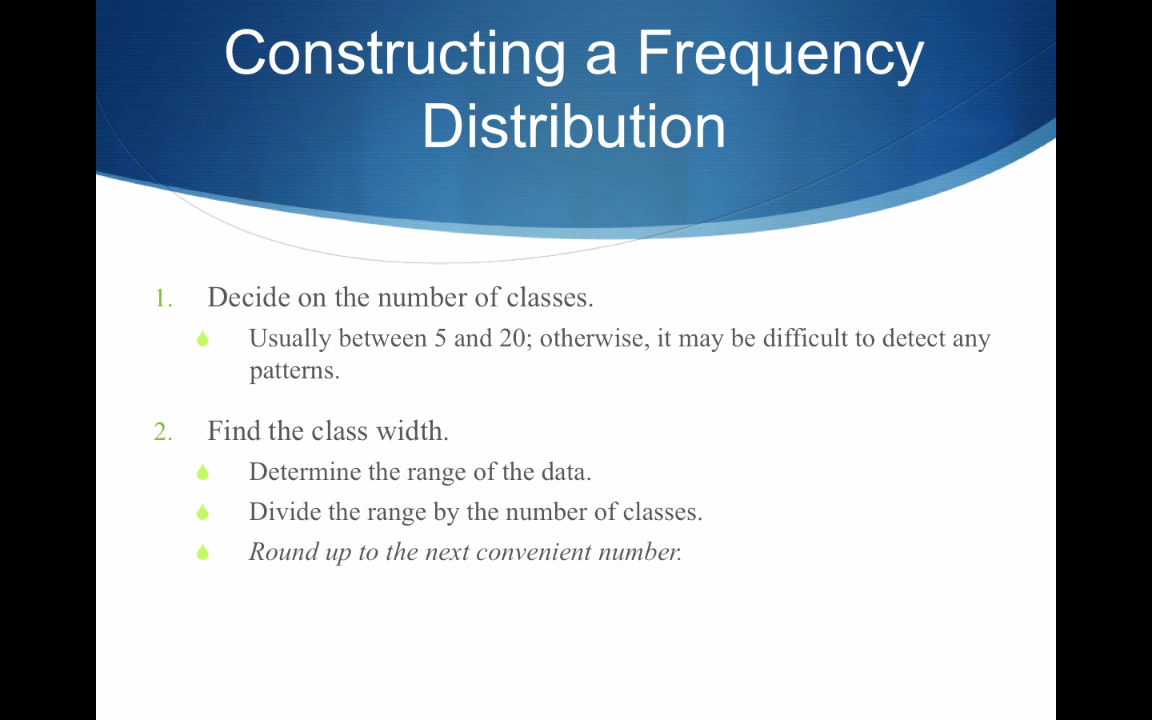 Constructing a Frequency
Distribution
1. Decide on the number of classes.
Usually between 5 and 20; otherwise, it may be difficult to detect any
patterns.
2. Find the class width.
Determine the range of the data.
Divide the range by the number of classes.
Round up to the next convenient number.